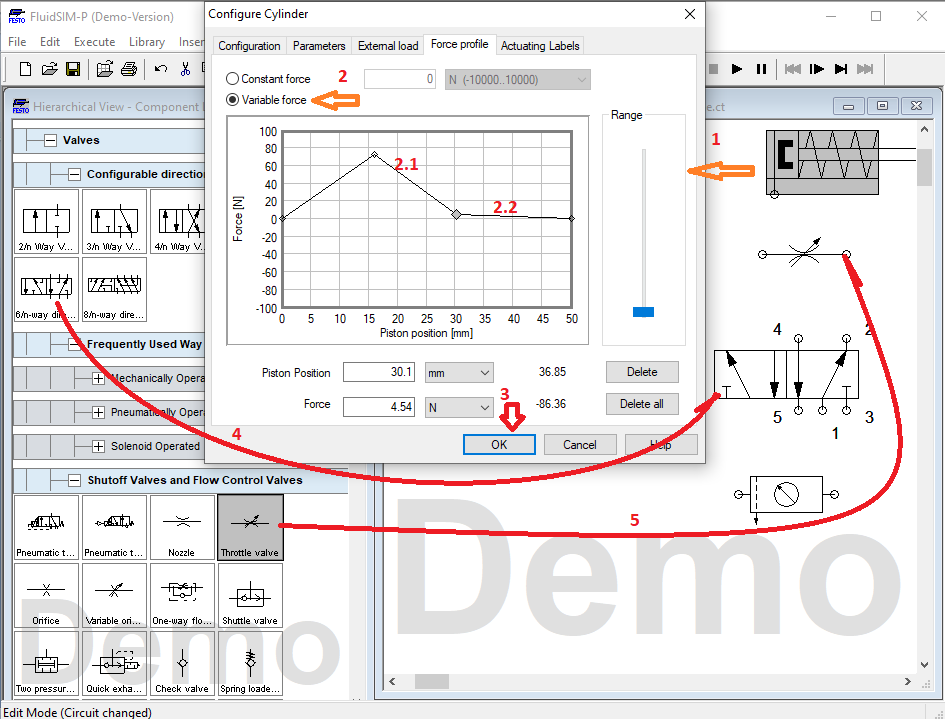 FESTO FluidSIM-P (Demo-Version)
File Edit Execute Library Inser
Configure Cylinder
Configuration Parameters External load Force profile Actuating Labels
Constant force 2 0 N (-10000..10000)
Variable force
Range
Force [N]
100
80
60
40
20
0
-20
-40
-60
-80
-100
2.1
2.2
0 5 10 15 20 25 30 35 40 45 50
Piston position [mm]
Piston Position 30.1 mm 36.85 Delete
Force 4.54 N -86.36 Delete all
3
OK Cancel Help
FESTO Hierarchical View - Component
e.ct
Valves
Configurable directio
2/n Way V... 3/n Way V... 4/n Way V
6/n-way dire... 8/n-way dire...
Frequently Used Way
Mechanically Opera
Pneumatically Opera
Solenoid Operated
Shutoff Valves and Flow Control Valves
Pneumatic t... Pneumatic t... Nozzle Throttle valve
Orifice Variable ori... One-way flo... Shuttle valve
Two pressur... Quick exha... Check valve Spring loade...
Demo
4
5
1
4 2
5 3
1
Demo
Edit Mode (Circuit changed)